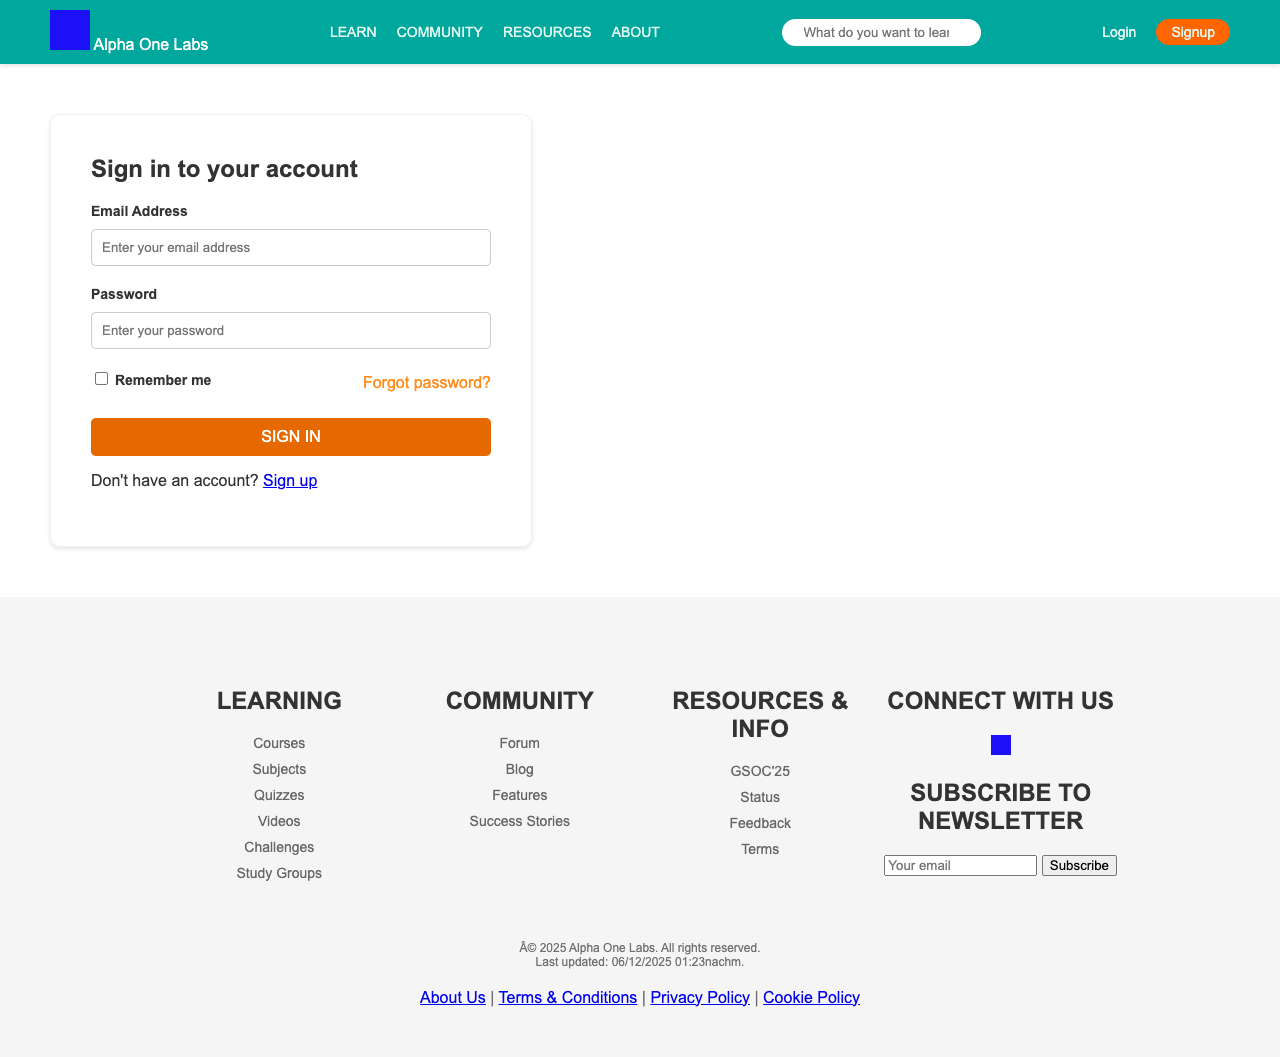 Alpha One Labs
LEARN COMMUNITY RESOURCES ABOUT
What do you want to lear
Login Signup
Sign in to your account
Email Address
Enter your email address
Password
Enter your password
Remember me
Forgot password?
SIGN IN
Don't have an account? Sign up
LEARNING
Courses
Subjects
Quizzes
Videos
Challenges
Study Groups
COMMUNITY
Forum
Blog
Features
Success Stories
RESOURCES &
INFO
GSOC'25
Status
Feedback
Terms
CONNECT WITH US
SUBSCRIBE TO
NEWSLETTER
Your email Subscribe
Â© 2025 Alpha One Labs. All rights reserved.
Last updated: 06/12/2025 01:23nachm.
About Us | Terms & Conditions | Privacy Policy | Cookie Policy